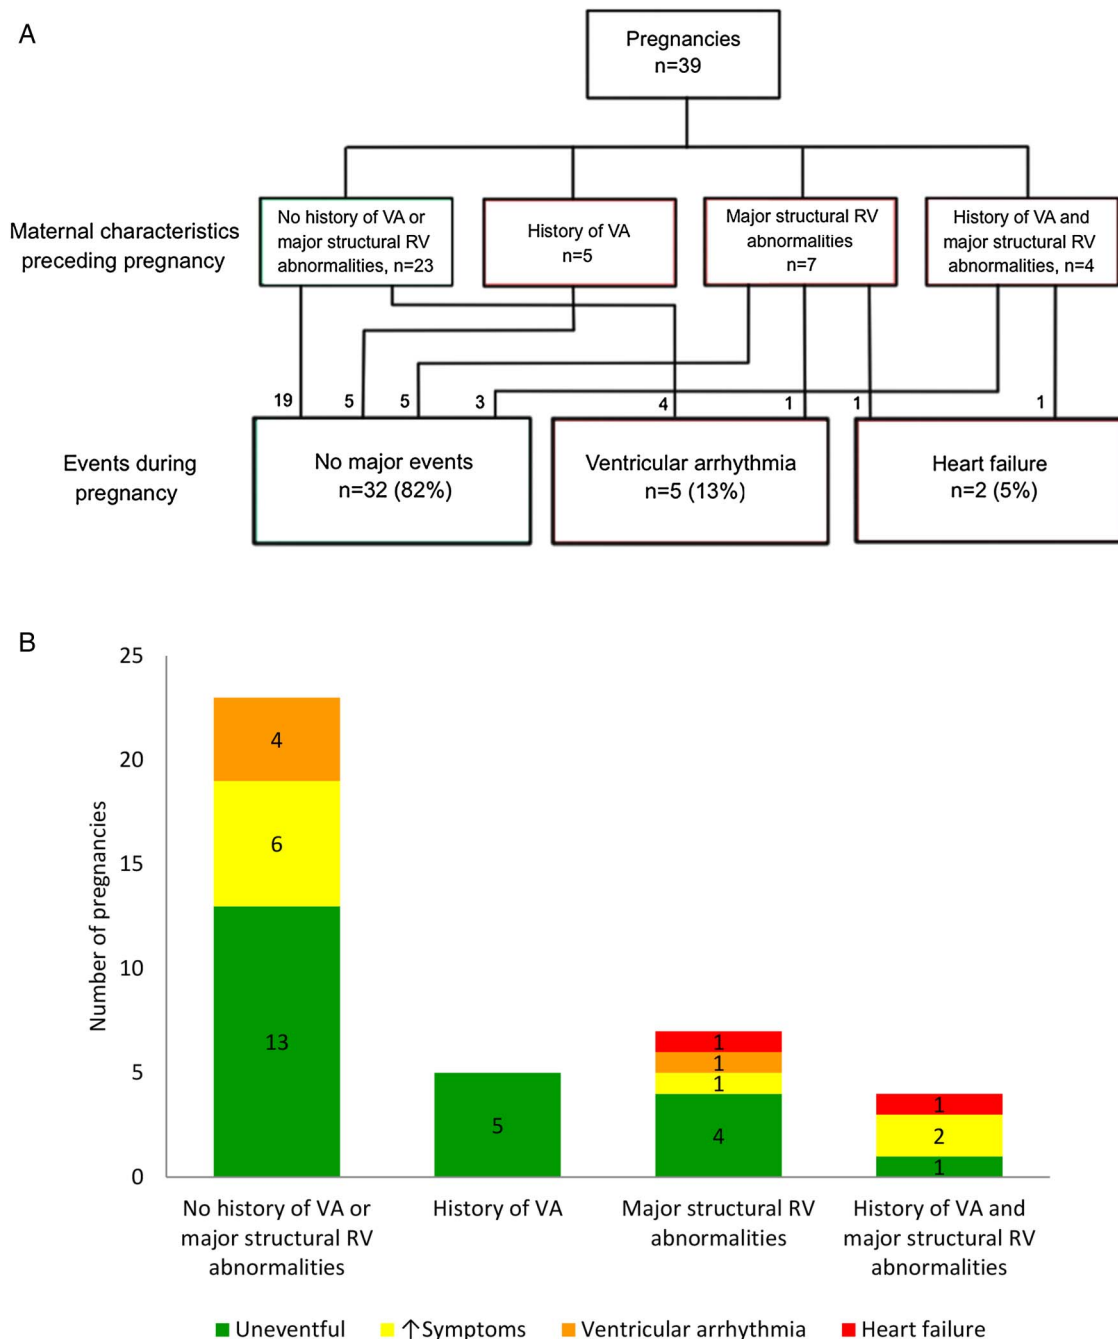 A
Pregnancies
n=39
Maternal characteristics
preceding pregnancy
No history of VA or
major structural RV
abnormalities, n=23
History of VA
n=5
Major structural RV
abnormalities
n=7
History of VA and
major structural RV
abnormalities, n=4
19
5
5
3
4
1
1
1
Events during
pregnancy
No major events
n=32 (82%)
Ventricular arrhythmia
n=5 (13%)
Heart failure
n=2 (5%)
B
Number of pregnancies
25
20
15
10
5
0
4
6
13
5
1
1
1
4
1
2
1
No history of VA or
major structural RV
abnormalities
History of VA
Major structural RV
abnormalities
History of VA and
major structural RV
abnormalities
Uneventful
↑Symptoms
Ventricular arrhythmia
Heart failure